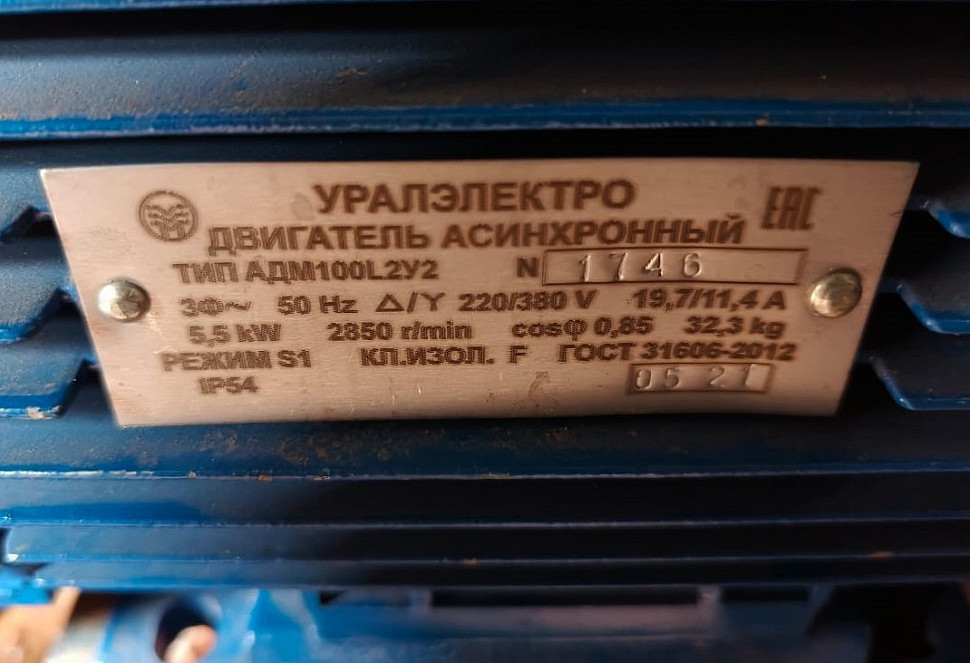 УРАЛЭЛЕКТРО
EAC
ДВИГАТЕЛЬ АСИНХРОННЫЙ
ТИП АДМ100L2У2 N 1746
3Ф~ 50 Hz Δ/Y 220/380 V 19,7/11,4 A
5,5 kW 2850 r/min cosφ 0,85 32,3 kg
РЕЖИМ S1 КЛ.ИЗОЛ. F ГОСТ 31606-2012
IP54 05 21